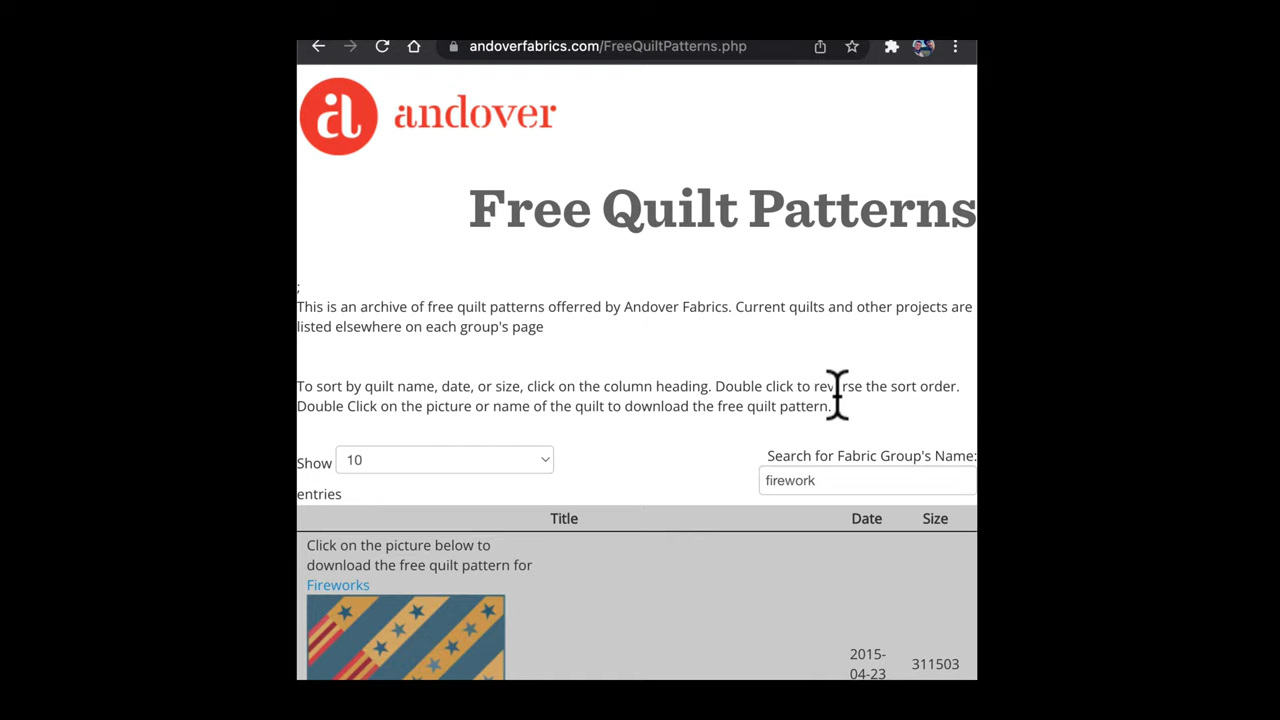 andoverfabrics.com/FreeQuiltPatterns.php
a andover
Free Quilt Patterns
;
This is an archive of free quilt patterns offerred by Andover Fabrics. Current quilts and other projects are
listed elsewhere on each group's page
To sort by quilt name, date, or size, click on the column heading. Double click to reverse the sort order.
Double Click on the picture or name of the quilt to download the free quilt pattern.
Show 10
entries
Search for Fabric Group's Name:
firework
Title Date Size
Click on the picture below to
download the free quilt pattern for
Fireworks
2015-
04-23
311503